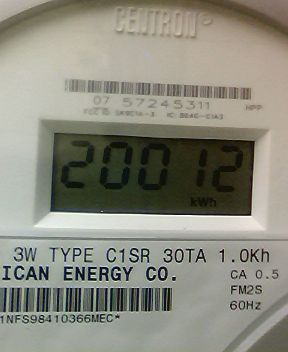 CENTRON®
07 57245311 HPP
20012
kWh
3W TYPE C1SR 30TA 1.0Kh
ICAN ENERGY CO. CA 0.5
FM2S
60Hz
1NFS98410366MEC*